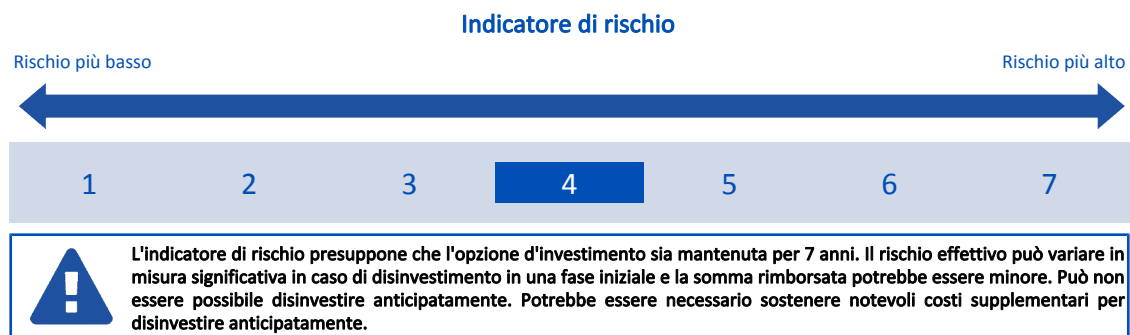 Indicatore di rischio
Rischio più basso Rischio più alto
1 2 3 4 5 6 7
L'indicatore di rischio presuppone che l'opzione d'investimento sia mantenuta per 7 anni. Il rischio effettivo può variare in
misura significativa in caso di disinvestimento in una fase iniziale e la somma rimborsata potrebbe essere minore. Può non
essere possibile disinvestire anticipatamente. Potrebbe essere necessario sostenere notevoli costi supplementari per
disinvestire anticipatamente.